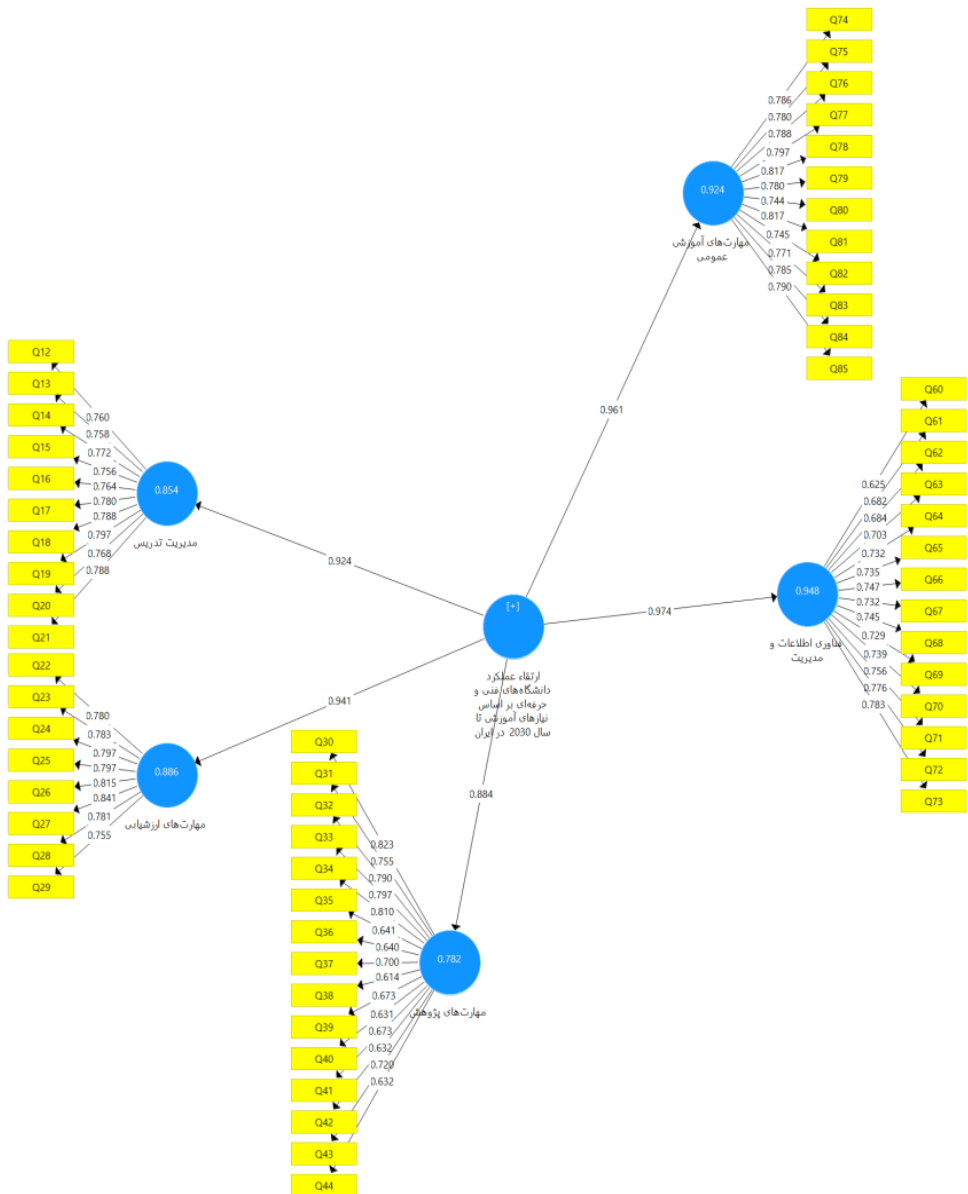 Q74
Q75
Q76
Q77
Q78
Q79
Q80
Q81
Q82
Q83
Q84
Q85
0.786
0.780
0.788
0.797
0.817
0.780
0.744
0.817
0.745
0.771
0.785
0.790
0.924
مهارت‌های آموزشی
عمومی
0.961
Q12
Q13
Q14
Q15
Q16
Q17
Q18
Q19
Q20
Q21
0.760
0.758
0.772
0.756
0.764
0.780
0.788
0.797
0.768
0.788
0.854
مدیریت تدریس
0.924
Q60
Q61
Q62
Q63
Q64
Q65
Q66
Q67
Q68
Q69
Q70
Q71
Q72
Q73
0.625
0.682
0.684
0.703
0.732
0.735
0.747
0.732
0.745
0.729
0.739
0.756
0.776
0.783
0.948
فناوری اطلاعات و
مدیریت
0.974
[+]
ارتقاء عملکرد
دانشگاه‌های فنی و
حرفه‌ای بر اساس
نیازهای آموزشی تا
سال 2030 در ایران
Q22
Q23
Q24
Q25
Q26
Q27
Q28
Q29
0.780
0.783
0.797
0.797
0.815
0.841
0.781
0.755
0.886
مهارت‌های ارزشیابی
0.941
Q30
Q31
Q32
Q33
Q34
Q35
Q36
Q37
Q38
Q39
Q40
Q41
Q42
Q43
Q44
0.823
0.755
0.790
0.797
0.810
0.641
0.640
0.700
0.614
0.673
0.631
0.673
0.632
0.720
0.632
0.782
مهارت‌های پژوهش
0.884